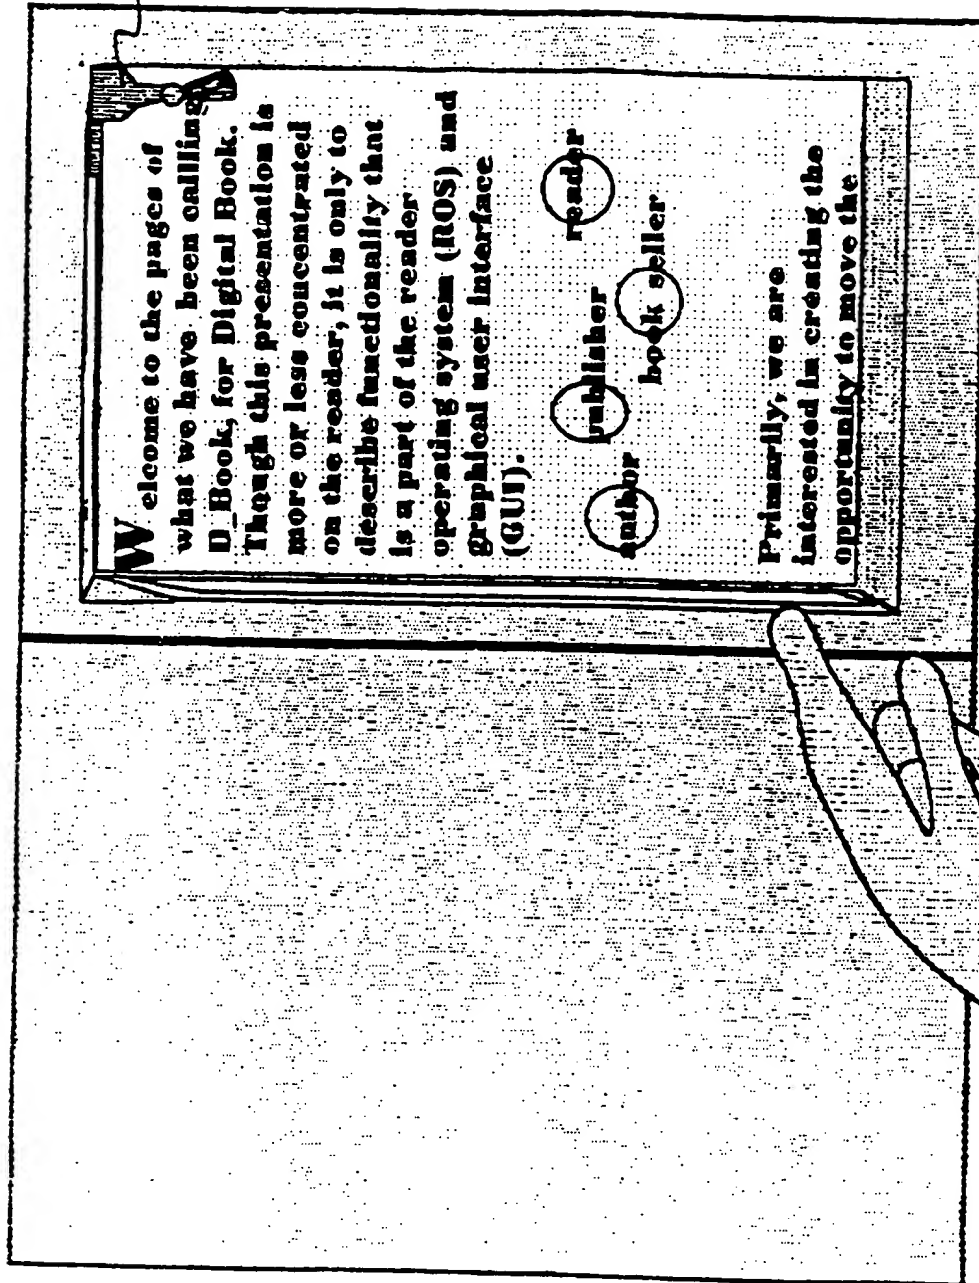 Welcome to the pages of
what we have been callling
D_Book, for Digital Book.
Though this presentation is
more or less concentrated
on the reader, it is only to
describe functionality that
is a part of the reader
operating system (ROS) and
graphical user interface
(GUI).
author publisher book seller reader
Primarily, we are
interested in creating the
opportunity to move the